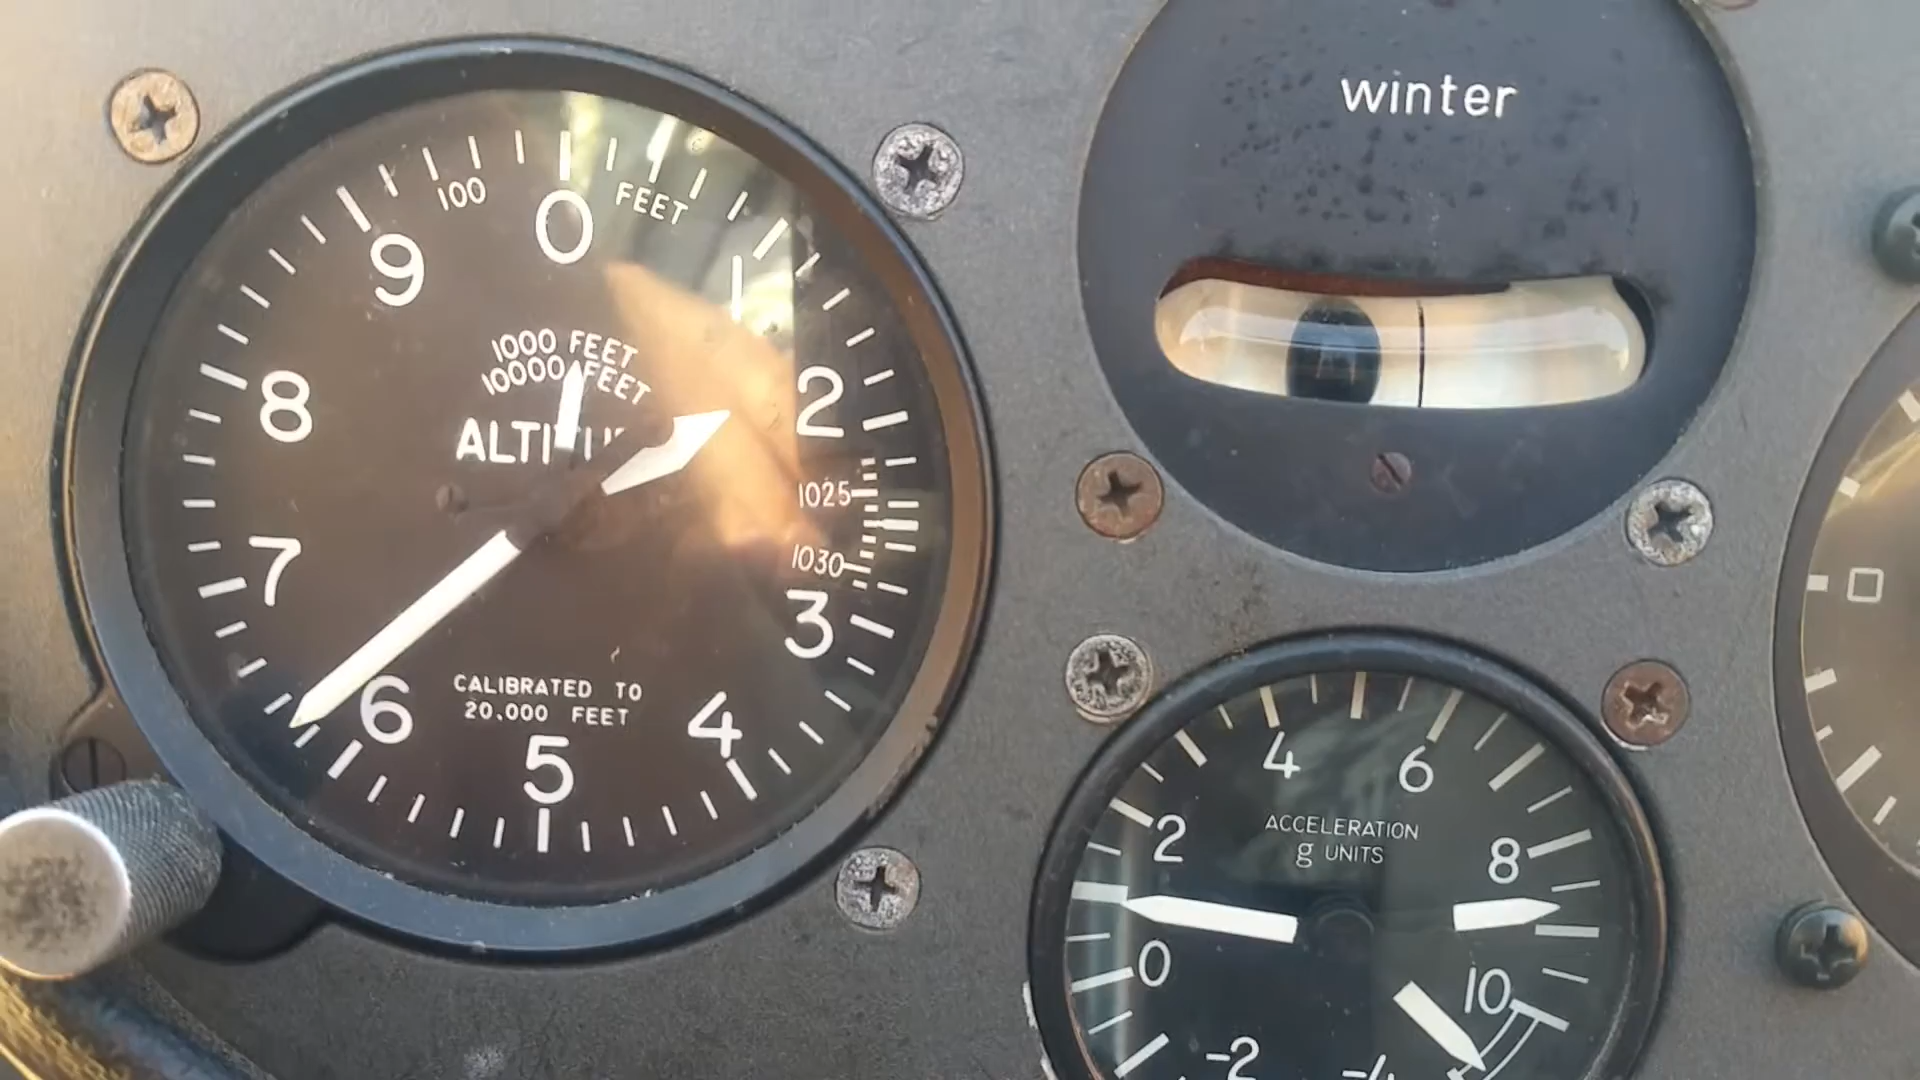 100 FEET
0
1
2
3
4
5
6
7
8
9
1000 FEET
10000 FEET
1025
1030
CALIBRATED TO
20.000 FEET
winter
ACCELERATION
g UNITS
-2
0
2
4
6
8
10